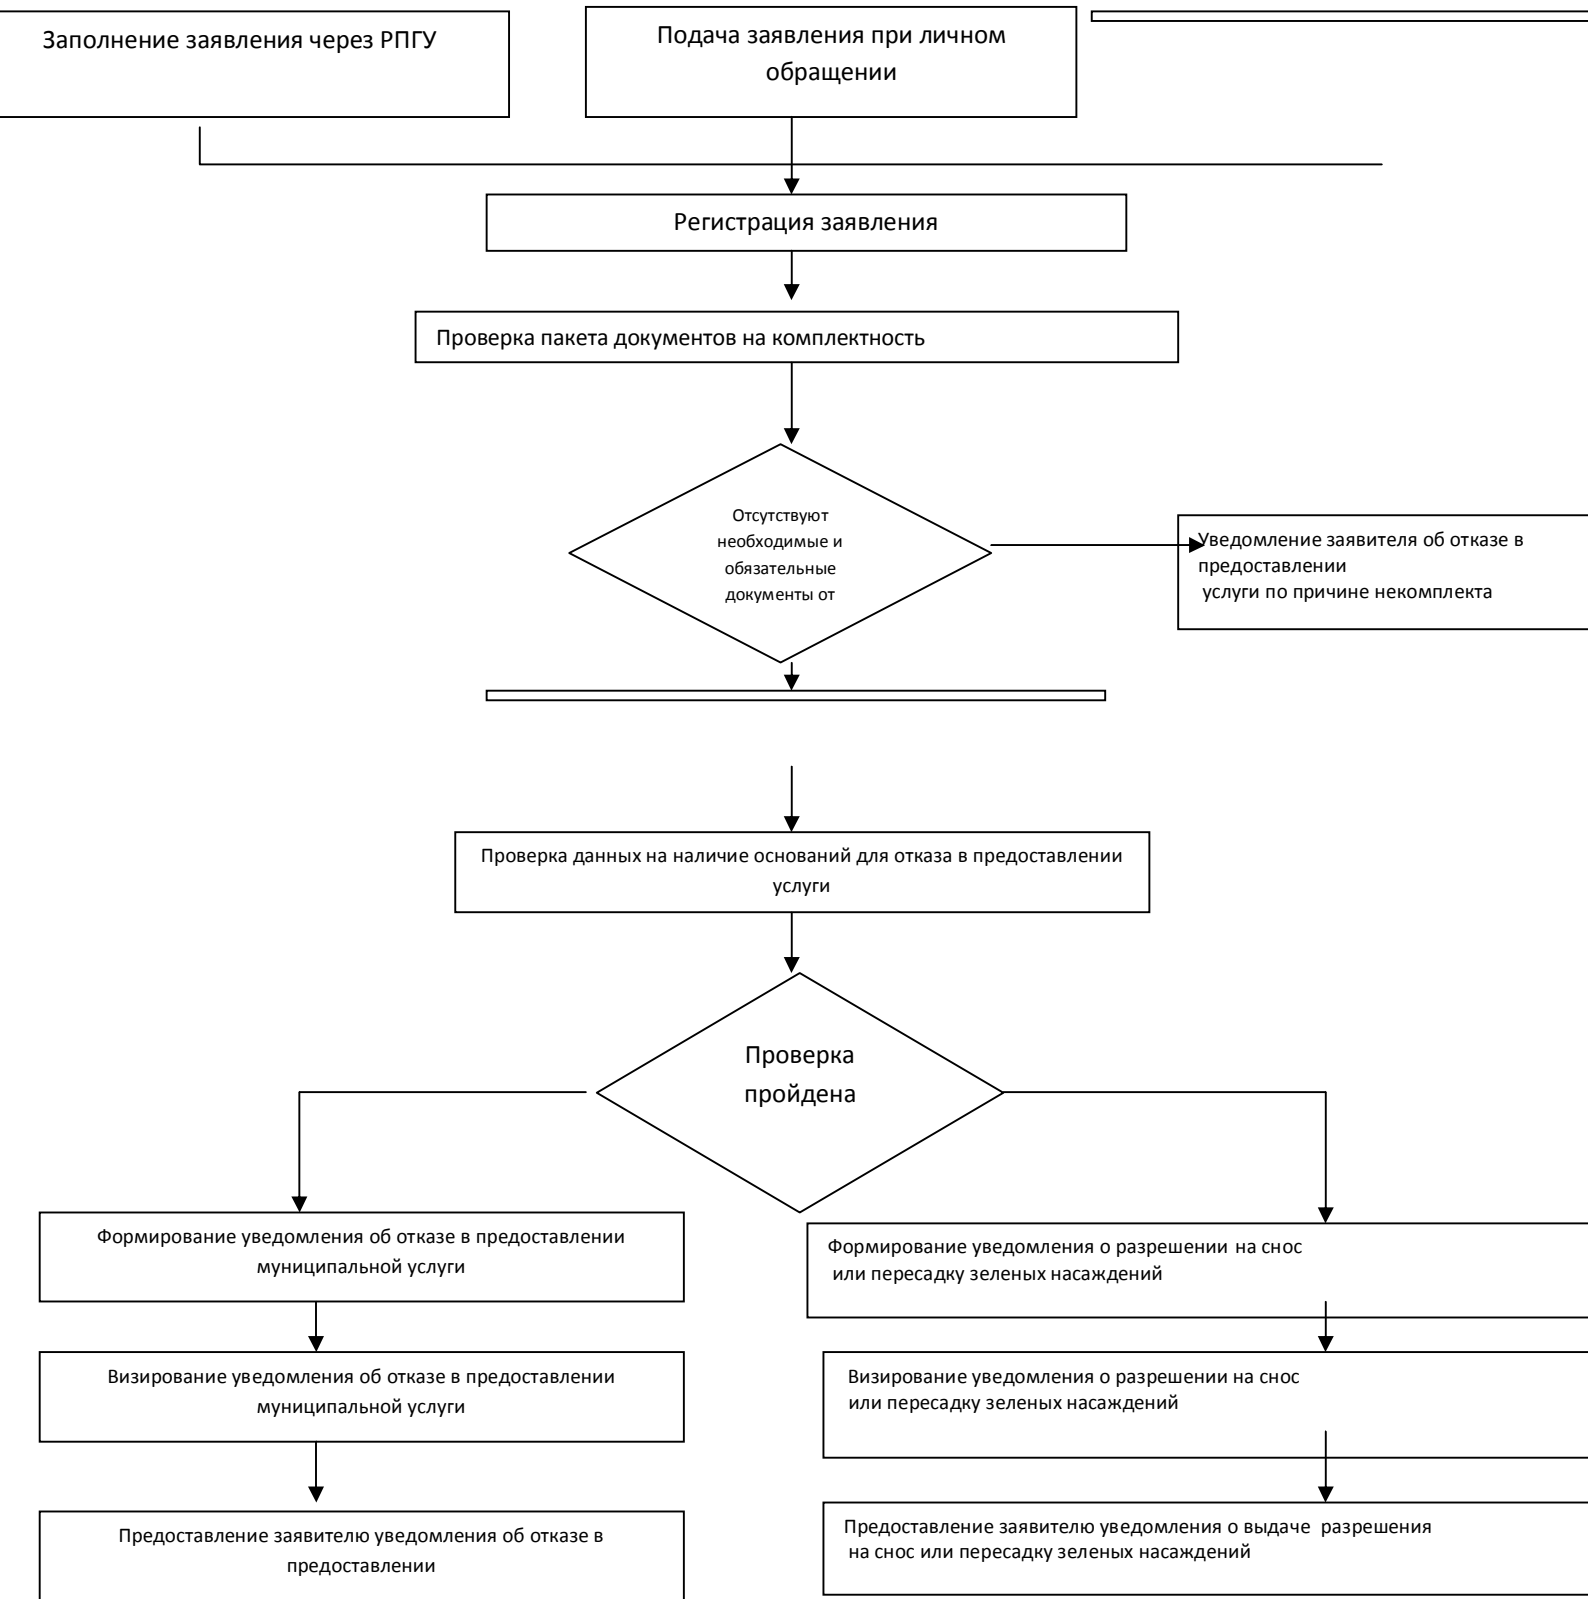 Заполнение заявления через РПГУ
Подача заявления при личном
обращении
Регистрация заявления
Проверка пакета документов на комплектность
Отсутствуют
необходимые и
обязательные
документы от
Уведомление заявителя об отказе в
предоставлении
услуги по причине некомплекта
Проверка данных на наличие оснований для отказа в предоставлении
услуги
Проверка
пройдена
Формирование уведомления об отказе в предоставлении
муниципальной услуги
Формирование уведомления о разрешении на снос
или пересадку зеленых насаждений
Визирование уведомления об отказе в предоставлении
муниципальной услуги
Визирование уведомления о разрешении на снос
или пересадку зеленых насаждений
Предоставление заявителю уведомления об отказе в
предоставлении
Предоставление заявителю уведомления о выдаче разрешения
на снос или пересадку зеленых насаждений